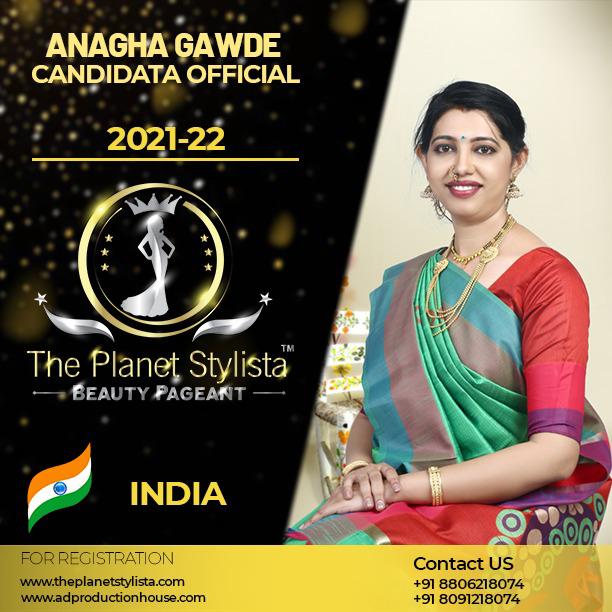 ANAGHA GAWDE
CANDIDATA OFFICIAL
2021-22
The Planet Stylista™
BEAUTY PAGEANT
INDIA
FOR REGISTRATION
www.theplanetstylista.com
www.adproductionhouse.com
Contact US
+91 8806218074
+91 8091218074